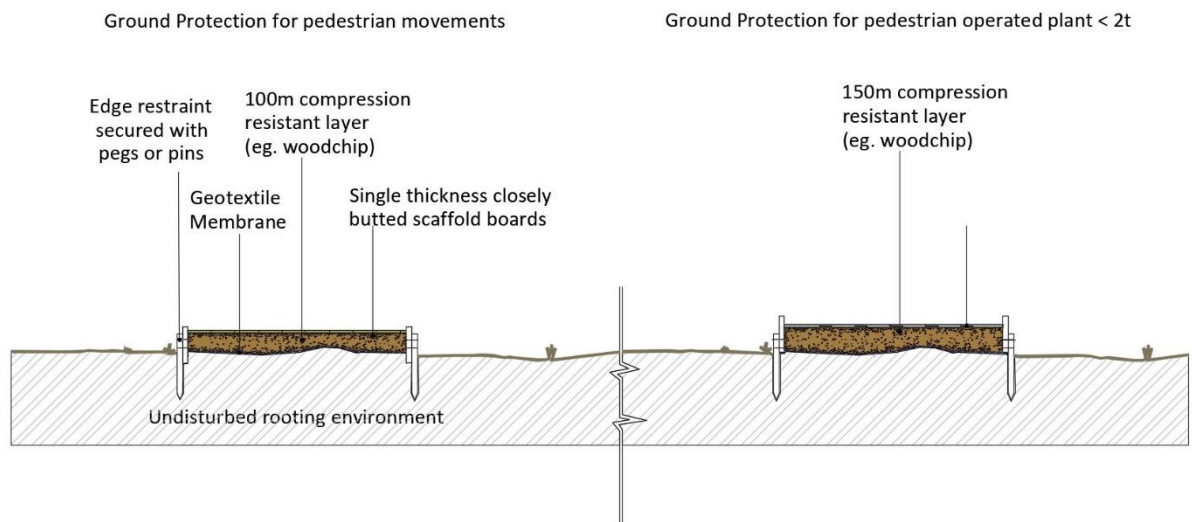 Ground Protection for pedestrian movements
Ground Protection for pedestrian operated plant < 2t
Edge restraint
secured with
pegs or pins
100m compression
resistant layer
(eg. woodchip)
Geotextile
Membrane
Single thickness closely
butted scaffold boards
150m compression
resistant layer
(eg. woodchip)
Undisturbed rooting environment